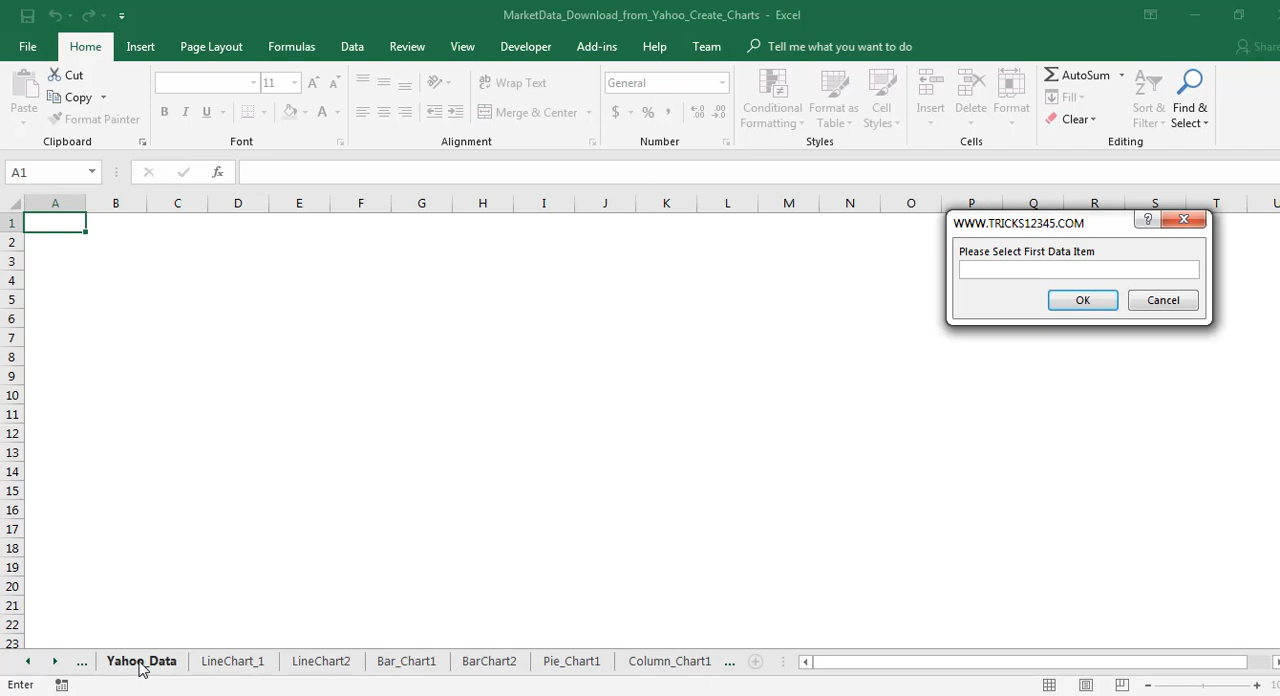 MarketData_Download_from_Yahoo_Create_Charts - Excel
File Home Insert Page Layout Formulas Data Review View Developer Add-ins Help Team Tell me what you want to do Share
Paste
Cut
Copy
Format Painter
Clipboard
11
B I U
A
Font
Wrap Text
Merge & Center
Alignment
General
$ % ,
Number
Conditional Formatting
Format as Table
Cell Styles
Styles
Insert
Delete
Format
Cells
AutoSum
Fill
Clear
Sort & Filter
Find & Select
Editing
A1
fx
A B C D E F G H I J K L M N O P Q R S T U
1
2
3
4
5
6
7
8
9
10
11
12
13
14
15
16
17
18
19
20
21
22
23
WWW.TRICKS12345.COM
Please Select First Data Item
OK Cancel
... Yahoo_Data LineChart_1 LineChart2 Bar_Chart1 BarChart2 Pie_Chart1 Column_Chart1 ...
Enter